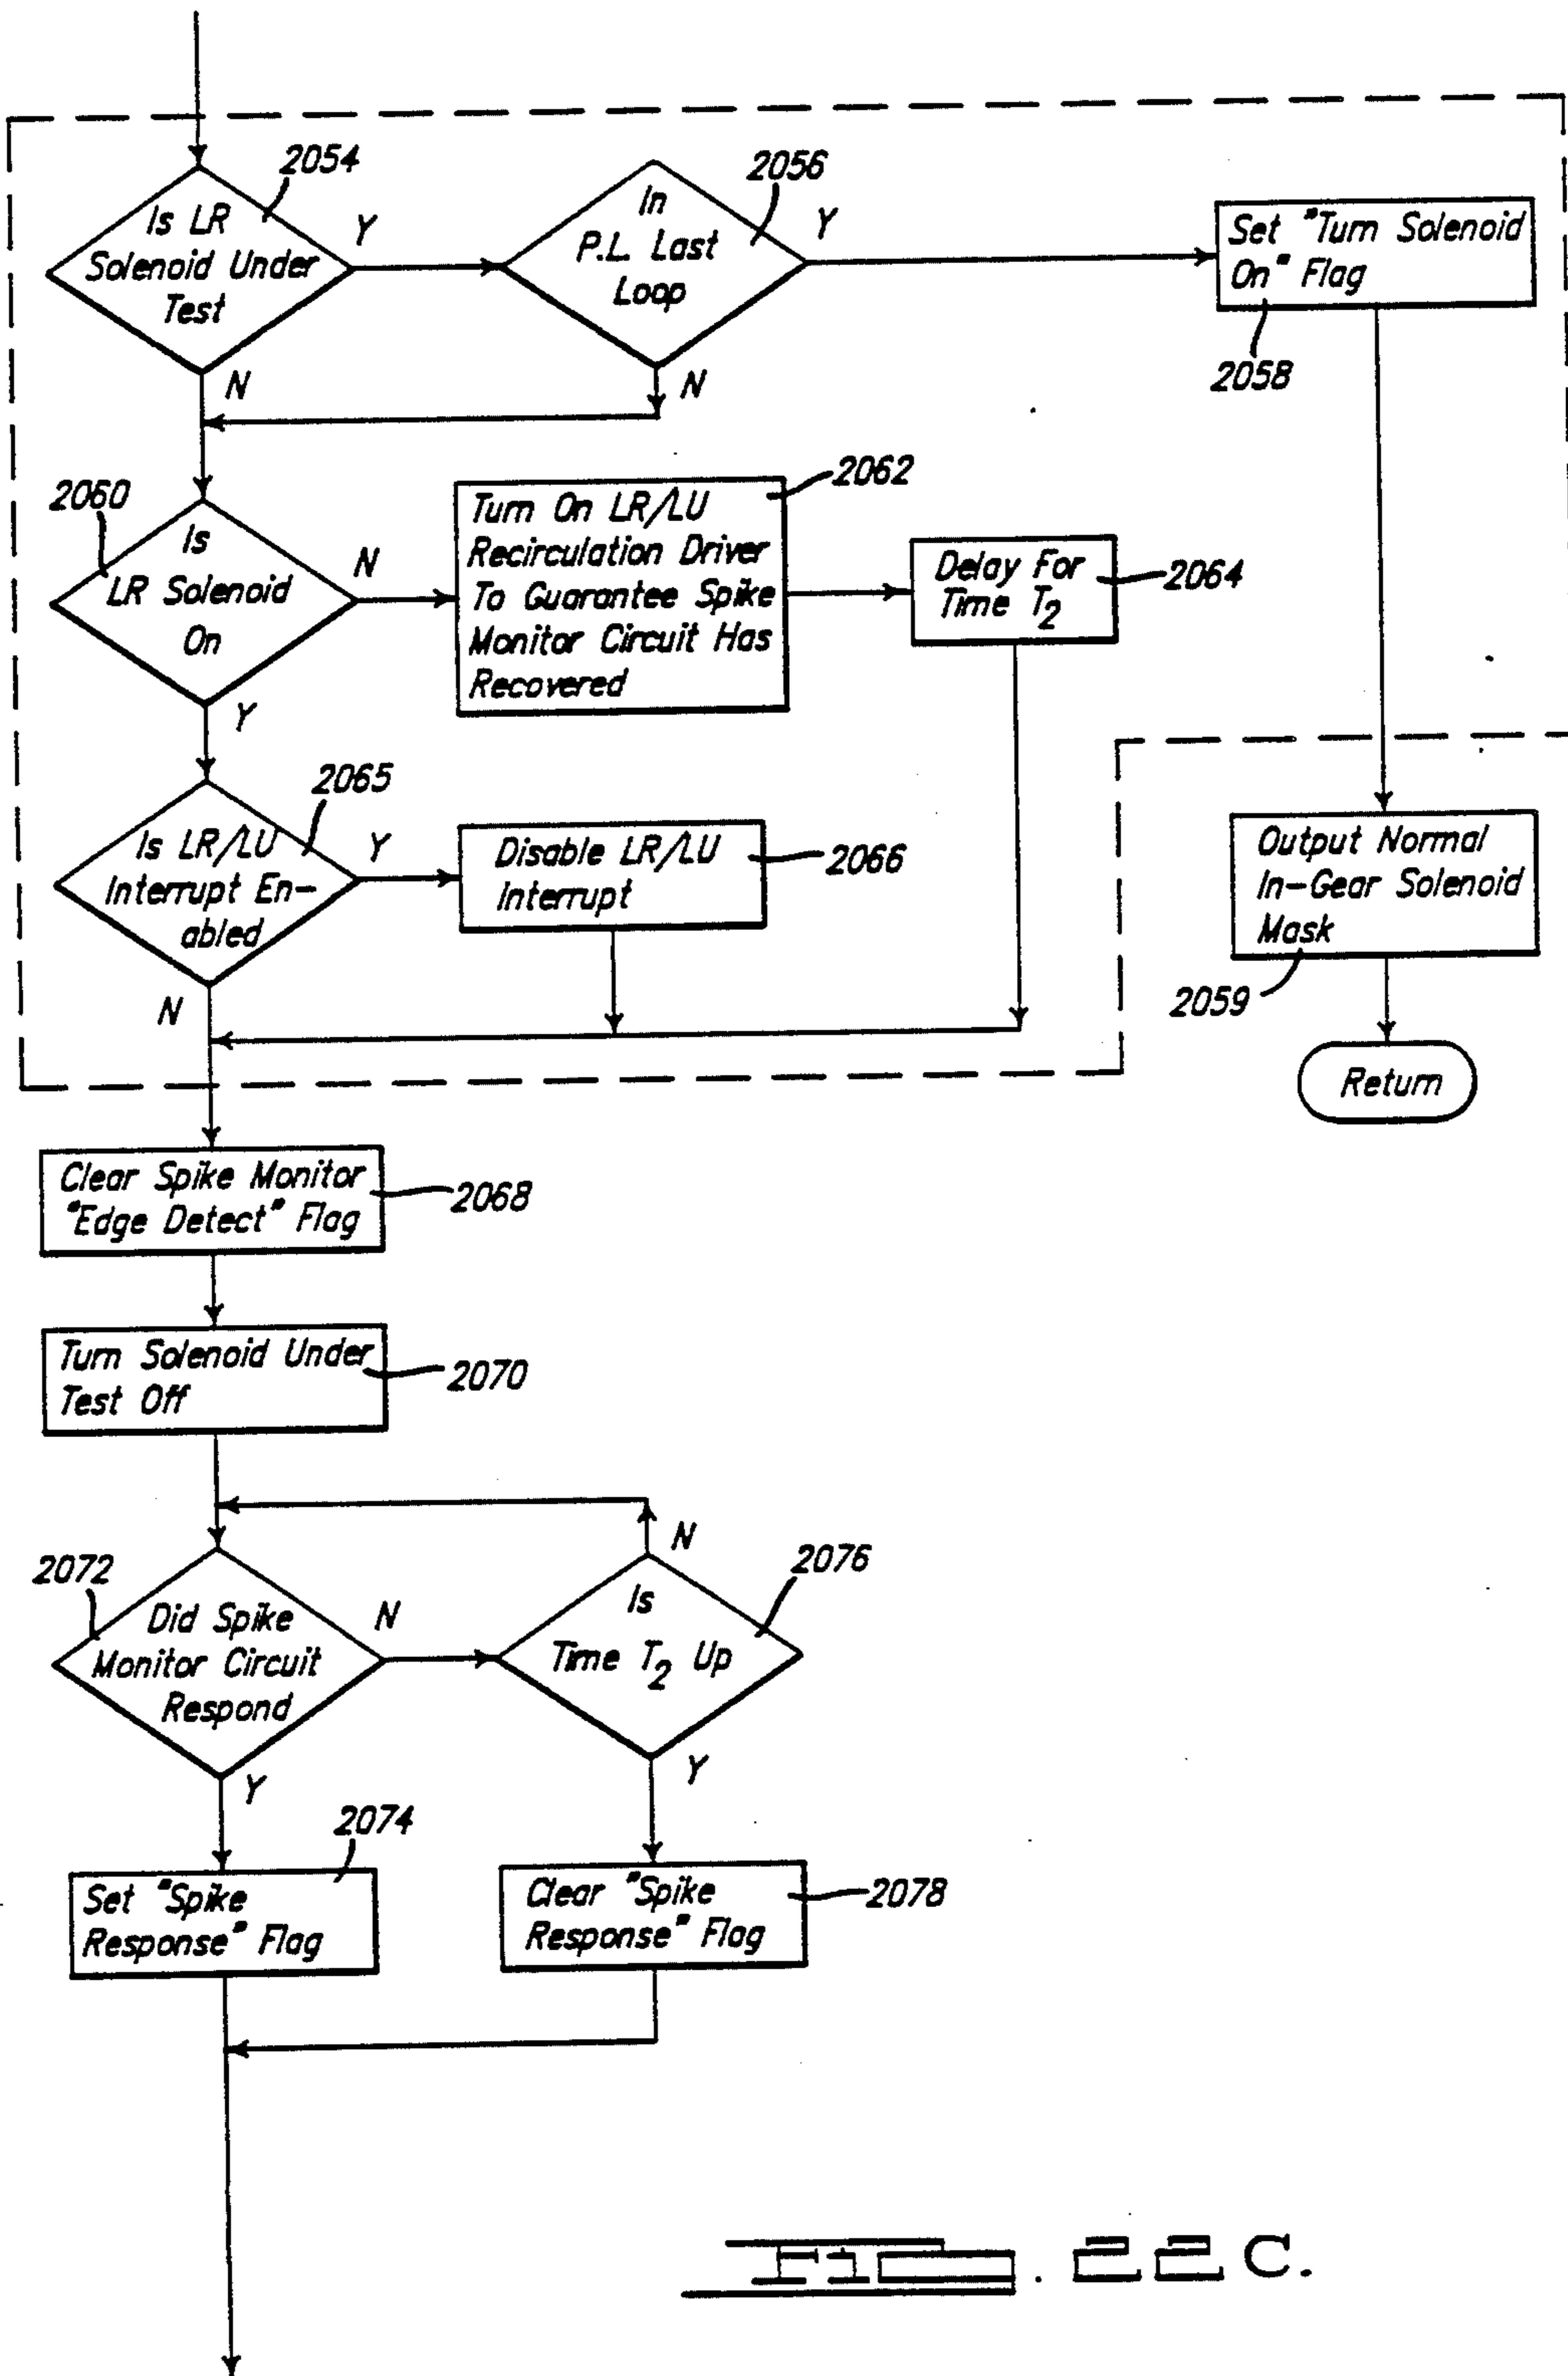 2054
Is LR
Solenoid Under
Test
Y
N
2056
In
P.L. Last
Loop
Y
N
Set "Turn Solenoid
On" Flag
2058
2060
Is
LR Solenoid
On
N
Y
2062
Turn On LR/LU
Recirculation Driver
To Guarantee Spike
Monitor Circuit Has
Recovered
Delay For
Time T2
2064
2065
Is LR/LU
Interrupt En-
abled
Y
N
Disable LR/LU
Interrupt
2066
Output Normal
In-Gear Solenoid
Mask
2059
Return
Clear Spike Monitor
"Edge Detect" Flag
2068
Turn Solenoid Under
Test Off
2070
2072
Did Spike
Monitor Circuit
Respond
N
Y
2076
Is
Time T2 Up
N
Y
2074
Set "Spike
Response" Flag
Clear "Spike
Response" Flag
2078
FIG. 22C.